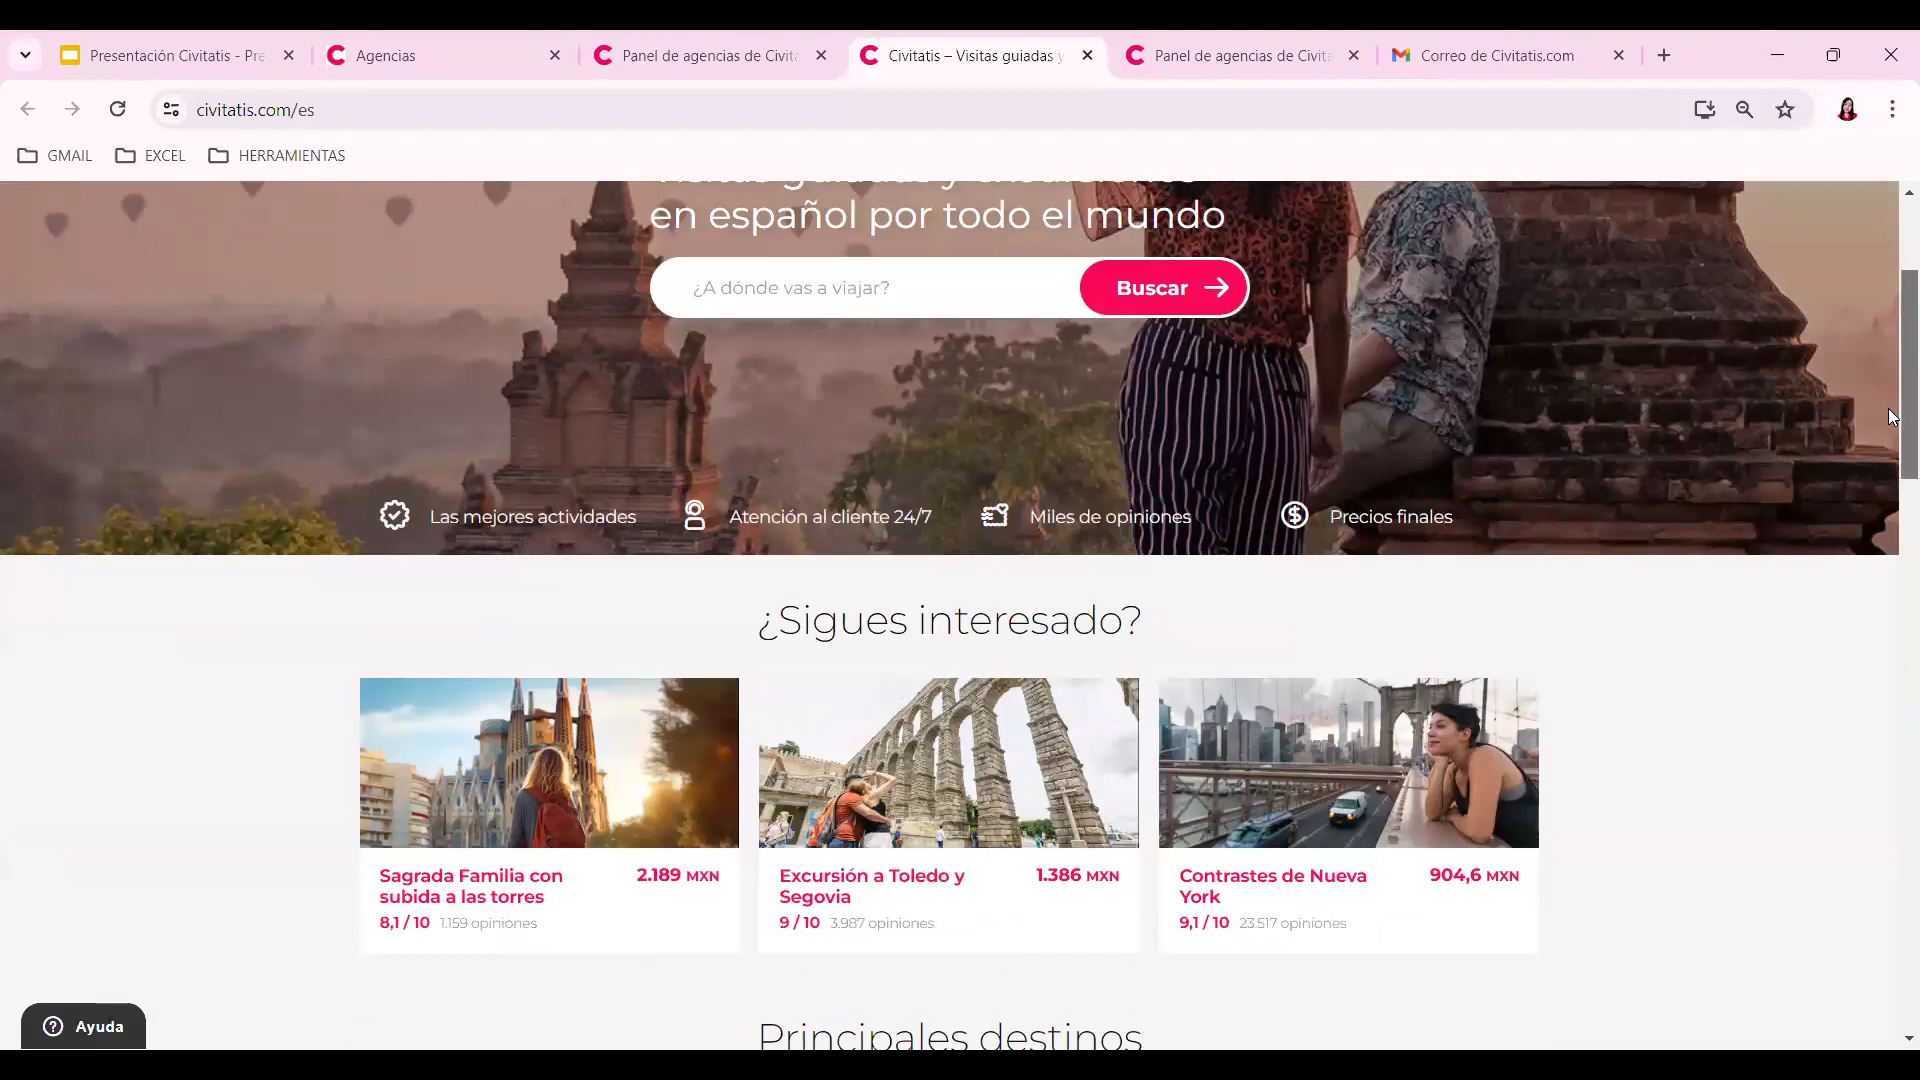 Presentación Civitatis - Pre
Agencias
Panel de agencias de Civita
Civitatis – Visitas guiadas y
Panel de agencias de Civita
Correo de Civitatis.com
civitatis.com/es
GMAIL
EXCEL
HERRAMIENTAS
en español por todo el mundo
¿A dónde vas a viajar?
Buscar
Las mejores actividades
Atención al cliente 24/7
Miles de opiniones
Precios finales
¿Sigues interesado?
Sagrada Familia con
subida a las torres
2.189 MXN
8,1 / 10 1.159 opiniones
Excursión a Toledo y
Segovia
1.386 MXN
9 / 10 3.987 opiniones
Contrastes de Nueva
York
904,6 MXN
9,1 / 10 23.517 opiniones
Ayuda
Principales destinos